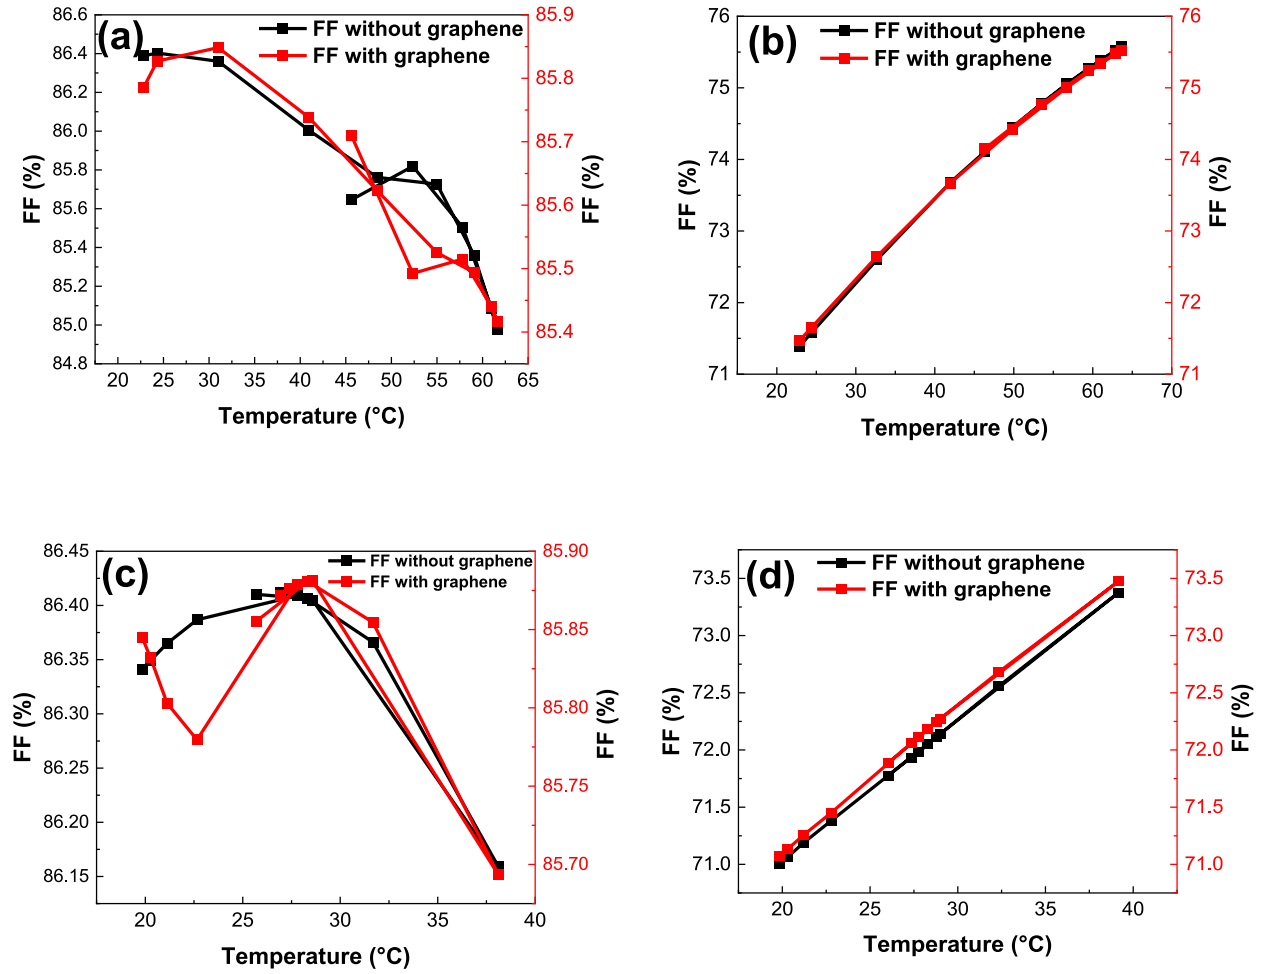 (a)
FF without graphene
FF with graphene
86.6
86.4
86.2
86.0
85.8
85.6
85.4
85.2
85.0
84.8
FF (%)
85.9
85.8
85.7
85.6
85.5
85.4
FF (%)
20 25 30 35 40 45 50 55 60 65
Temperature (°C)
(b)
FF without graphene
FF with graphene
76
75
74
73
72
71
FF (%)
76
75
74
73
72
71
FF (%)
20 30 40 50 60 70
Temperature (°C)
(c)
FF without graphene
FF with graphene
86.45
86.40
86.35
86.30
86.25
86.20
86.15
FF (%)
85.90
85.85
85.80
85.75
85.70
FF (%)
20 25 30 35 40
Temperature (°C)
(d)
FF without graphene
FF with graphene
73.5
73.0
72.5
72.0
71.5
71.0
FF (%)
73.5
73.0
72.5
72.0
71.5
71.0
FF (%)
20 25 30 35 40
Temperature (°C)